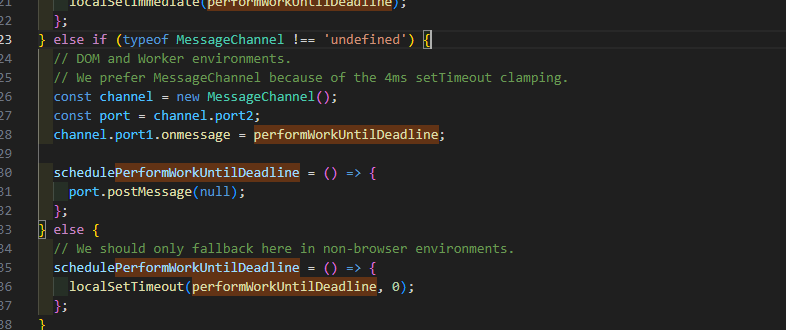 21 localSetImmediate(performWorkUntilDeadline);
22 };
23 } else if (typeof MessageChannel !== 'undefined') {
24 // DOM and Worker environments.
25 // We prefer MessageChannel because of the 4ms setTimeout clamping.
26 const channel = new MessageChannel();
27 const port = channel.port2;
28 channel.port1.onmessage = performWorkUntilDeadline;
29
30 schedulePerformWorkUntilDeadline = () => {
31 port.postMessage(null);
32 };
33 } else {
34 // We should only fallback here in non-browser environments.
35 schedulePerformWorkUntilDeadline = () => {
36 localSetTimeout(performWorkUntilDeadline, 0);
37 };
38 }